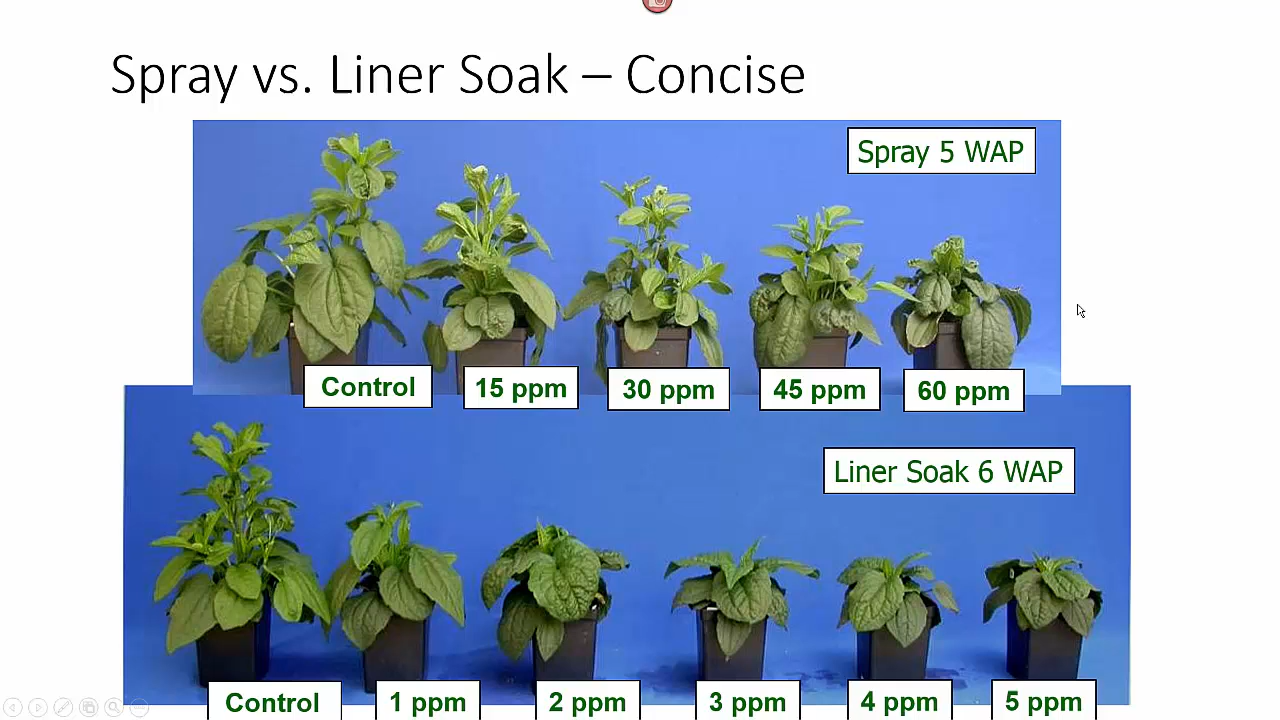 Spray vs. Liner Soak – Concise
Spray 5 WAP
Control
15 ppm
30 ppm
45 ppm
60 ppm
Liner Soak 6 WAP
Control
1 ppm
2 ppm
3 ppm
4 ppm
5 ppm